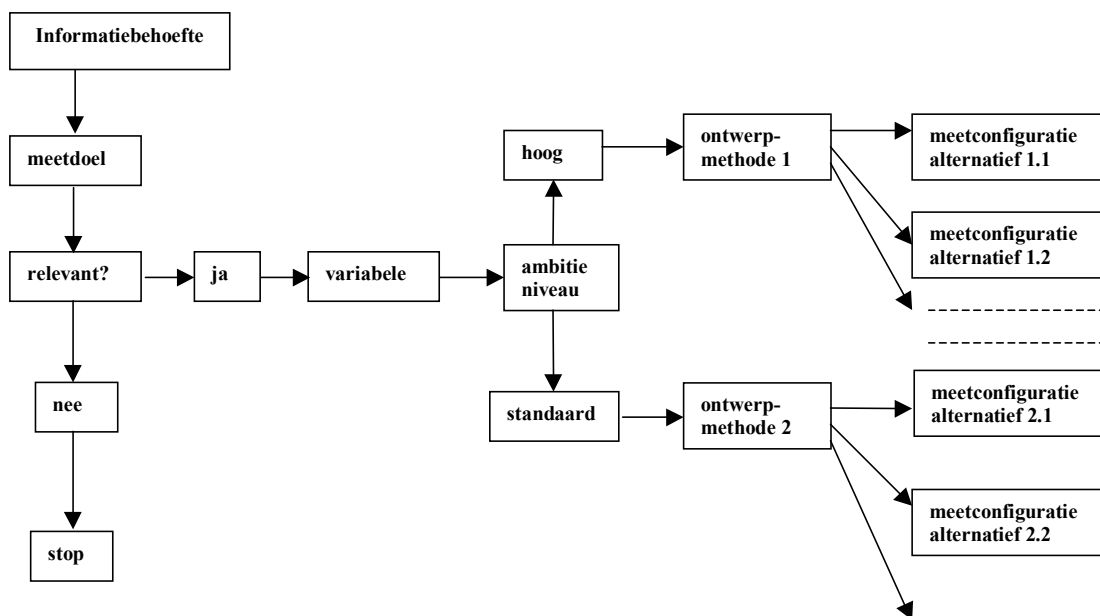 Informatiebehoefte
meetdoel
relevant?
ja
variabele
ambitie
niveau
hoog
ontwerp-
methode 1
meetconfiguratie
alternatief 1.1
meetconfiguratie
alternatief 1.2
standaard
ontwerp-
methode 2
meetconfiguratie
alternatief 2.1
meetconfiguratie
alternatief 2.2
nee
stop